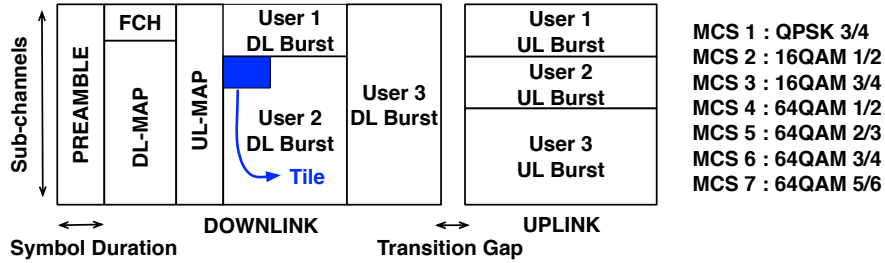 Sub-channels
PREAMBLE
FCH
DL-MAP
UL-MAP
User 1
DL Burst
User 2
DL Burst
Tile
User 3
DL Burst
User 1
UL Burst
User 2
UL Burst
User 3
UL Burst
MCS 1 : QPSK 3/4
MCS 2 : 16QAM 1/2
MCS 3 : 16QAM 3/4
MCS 4 : 64QAM 1/2
MCS 5 : 64QAM 2/3
MCS 6 : 64QAM 3/4
MCS 7 : 64QAM 5/6
DOWNLINK
UPLINK
Symbol Duration
Transition Gap